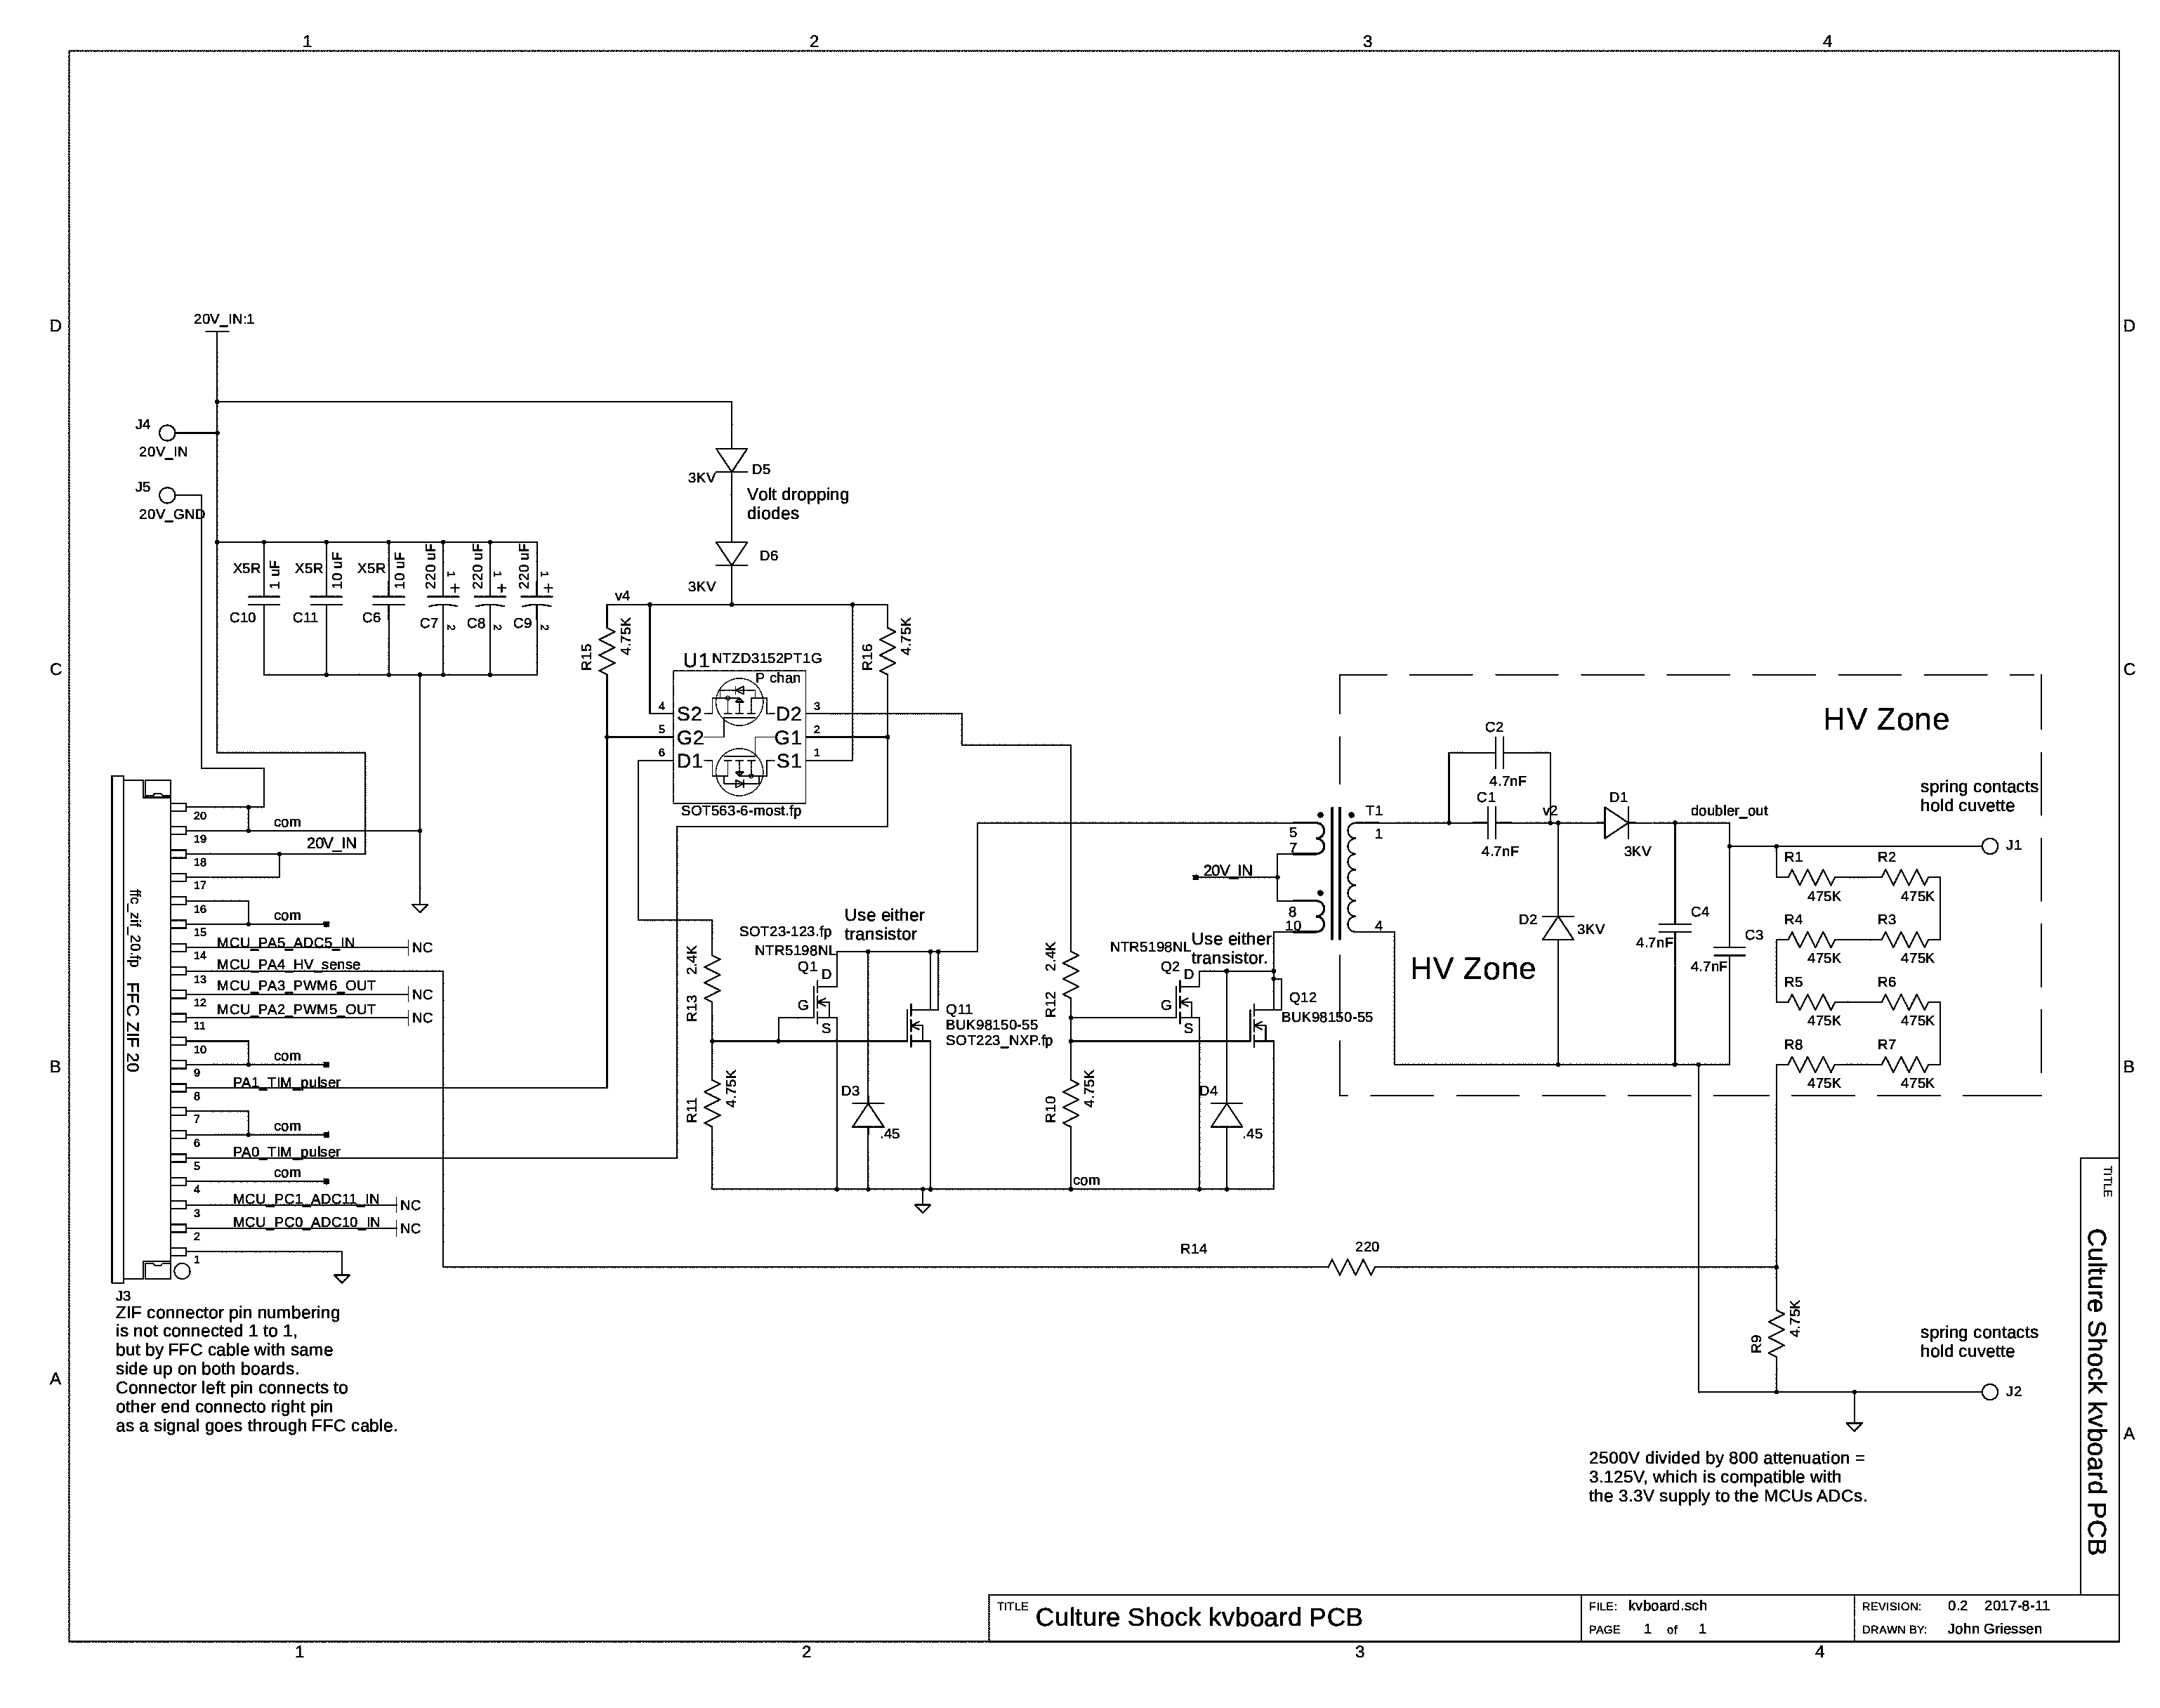 1 2 3 4
D D
20V_IN:1
J4
20V_IN
J5
20V_GND
3KV D5
Volt dropping
diodes
D6
3KV
X5R 1 uF X5R 10 uF X5R 10 uF 220 uF 1 + 220 uF 1 + 220 uF 1 +
C10 C11 C6 C7 2 C8 2 C9 2
v4
R15 4.75K R16 4.75K
C C
U1 NTZD3152PT1G
P chan
4 S2 D2 3
5 G2 G1 2
6 D1 S1 1
SOT563-6-most.fp
HV Zone
C2
4.7nF
C1
4.7nF
v2
D1
3KV
doubler_out
spring contacts
hold cuvette
J1
T1
5
7
1
20V_IN
8
10
4
D2 3KV
C4
4.7nF
C3
4.7nF
HV Zone
R1 R2
475K 475K
R4 R3
475K 475K
R5 R6
475K 475K
R8 R7
475K 475K
20
com
19
20V_IN
18
17
16
com
15
MCU_PA5_ADC5_IN NC
14
MCU_PA4_HV_sense
13
MCU_PA3_PWM6_OUT NC
12
MCU_PA2_PWM5_OUT NC
11
10
com
9
PA1_TIM_pulser
8
7
com
6
PA0_TIM_pulser
5
com
4
MCU_PC1_ADC11_IN NC
3
MCU_PC0_ADC10_IN NC
2
1
ffc_zif_20.fp FFC ZIF 20
B B
Use either
transistor
SOT23-123.fp
NTR5198NL
Q1 D
G
S
2.4K
R13
Q11
BUK98150-55
SOT223_NXP.fp
R11 4.75K
D3
.45
Use either
transistor.
NTR5198NL
Q2 D
G
S
2.4K
R12
Q12
BUK98150-55
R10 4.75K
D4
.45
com
R14 220
J3
ZIF connector pin numbering
is not connected 1 to 1,
but by FFC cable with same
side up on both boards.
Connector left pin connects to
other end connecto right pin
as a signal goes through FFC cable.
R9 4.75K
spring contacts
hold cuvette
J2
A A
2500V divided by 800 attenuation =
3.125V, which is compatible with
the 3.3V supply to the MCUs ADCs.
TITLE
Culture Shock kvboard PCB
TITLE Culture Shock kvboard PCB
FILE: kvboard.sch
PAGE 1 of 1
REVISION: 0.2 2017-8-11
DRAWN BY: John Griessen
1 2 3 4